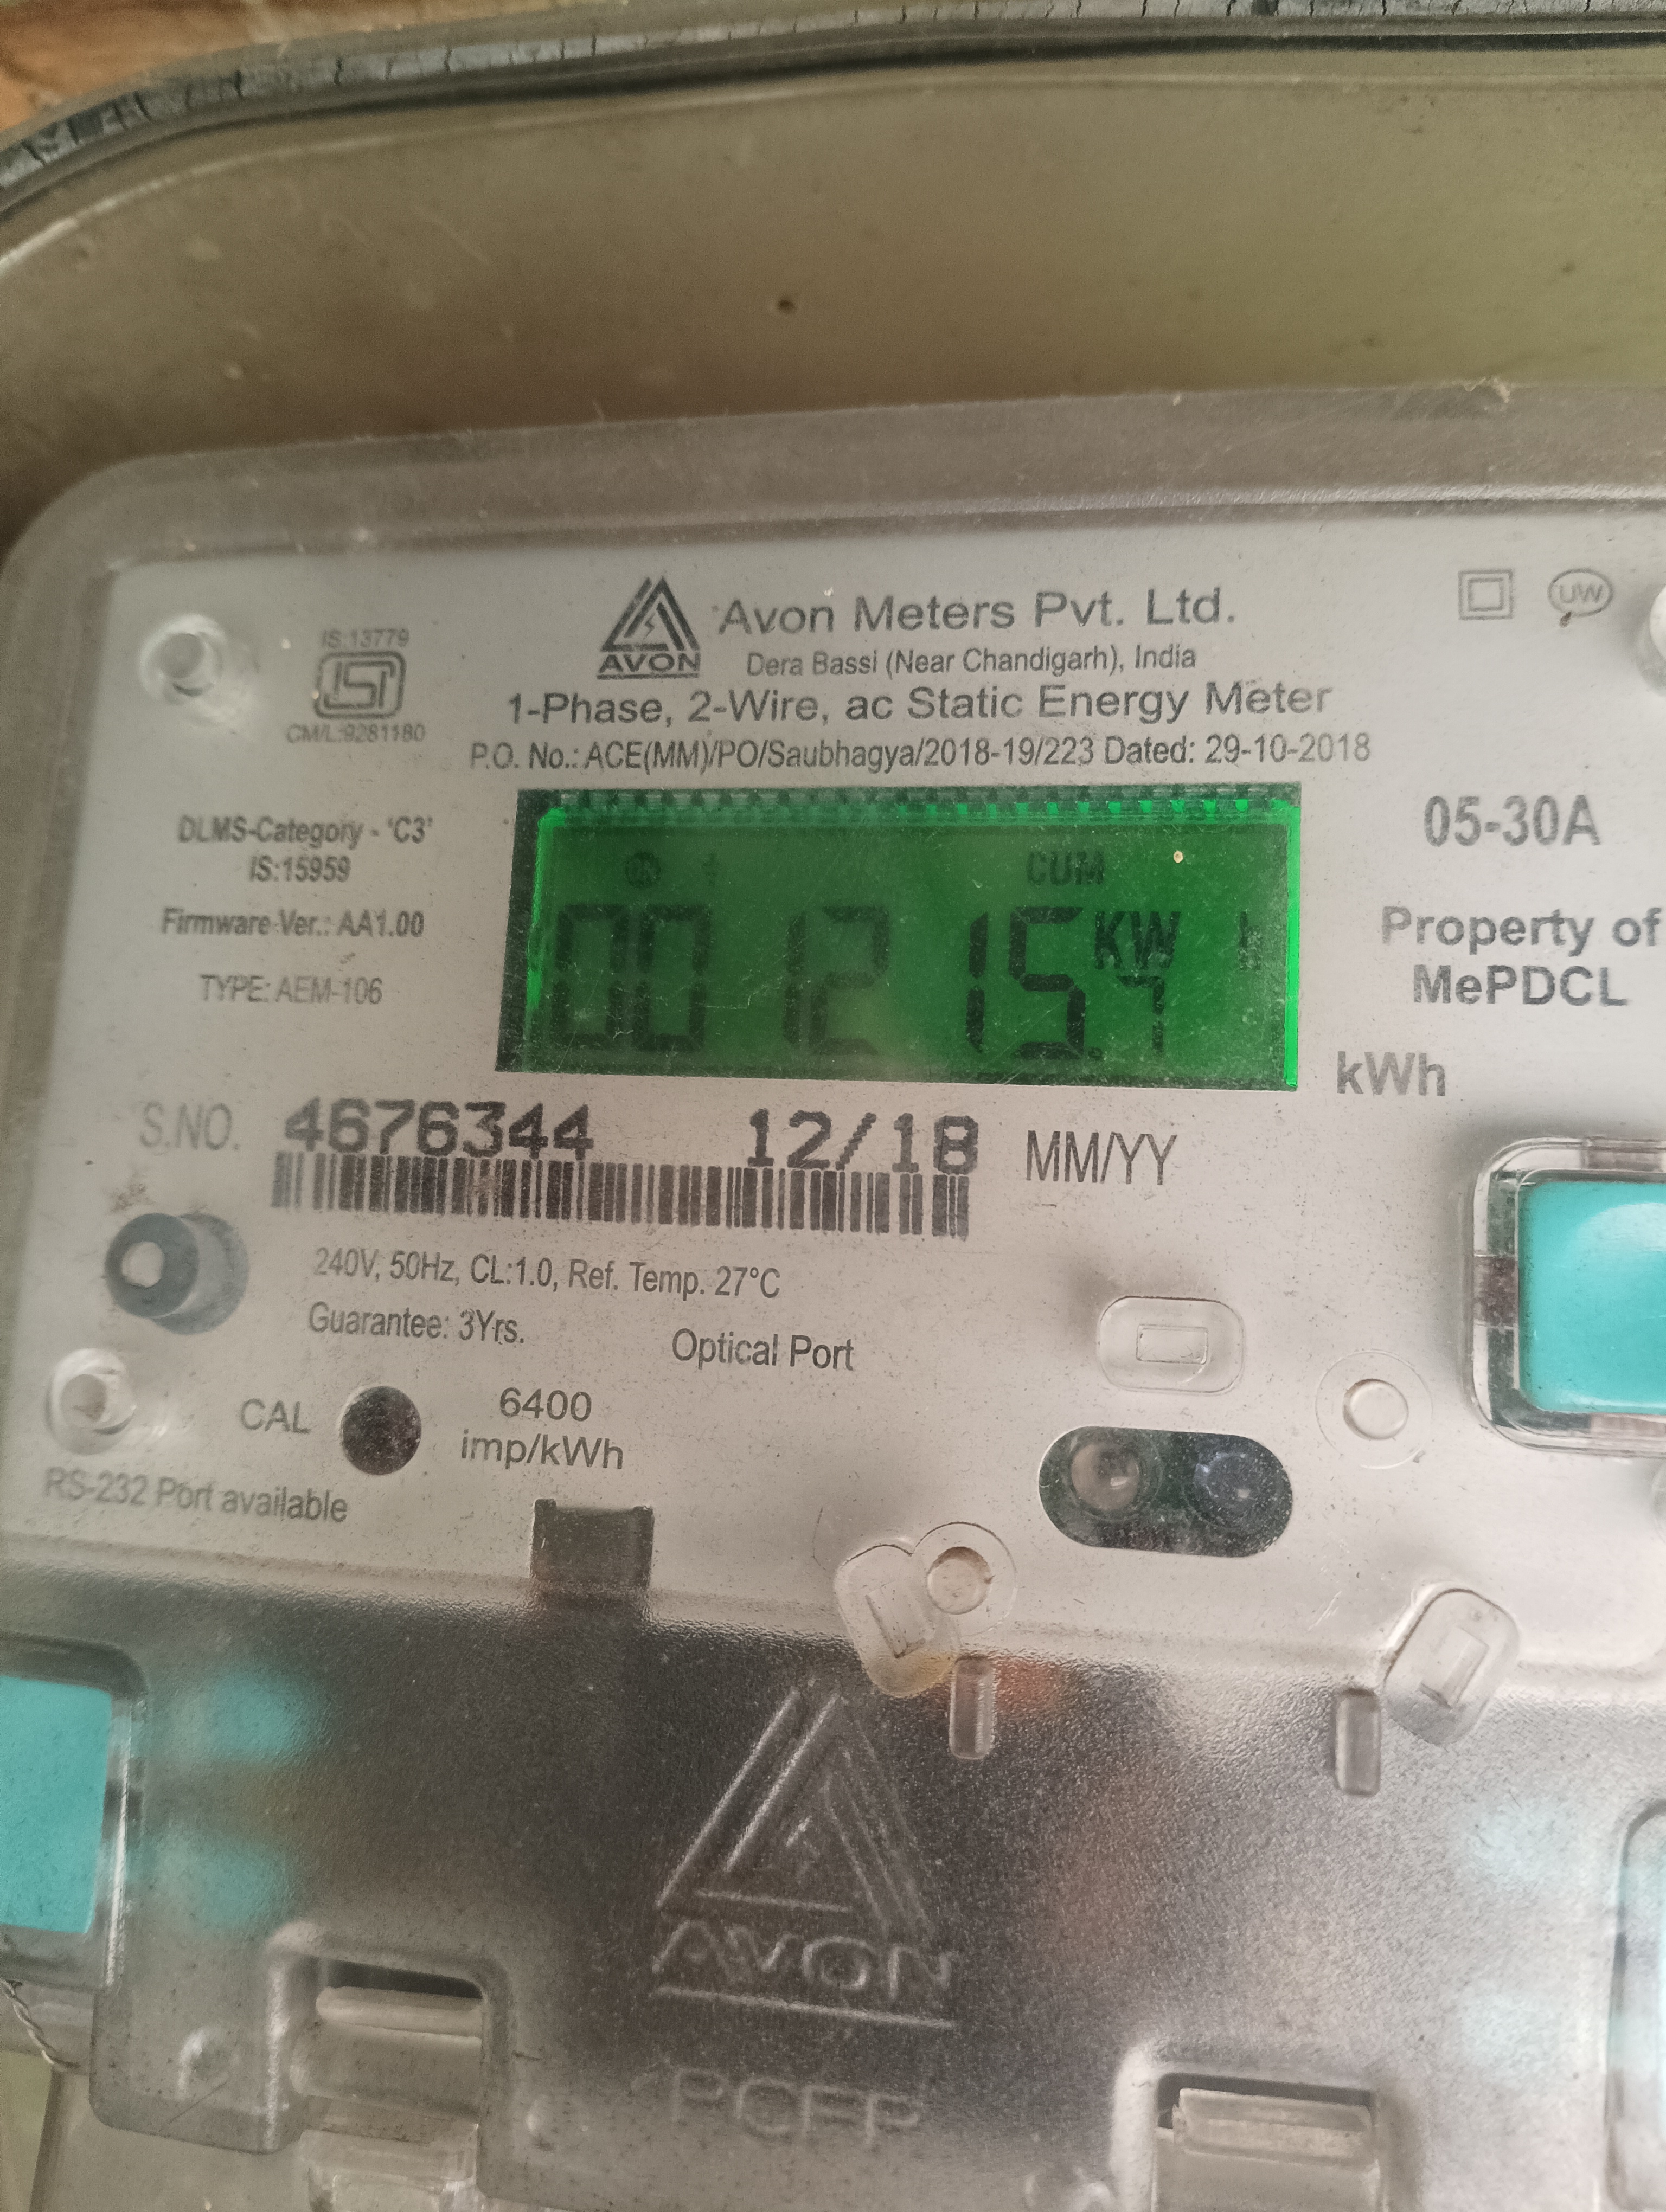 IS:13779
ISI
CM/L:9281180
AVON
Avon Meters Pvt. Ltd.
Dera Bassi (Near Chandigarh), India
1-Phase, 2-Wire, ac Static Energy Meter
P.O. No.: ACE(MM)/PO/Saubhagya/2018-19/223 Dated: 29-10-2018
UW
DLMS-Category - 'C3'
IS:15959
Firmware Ver.: AA1.00
TYPE: AEM-106
CUM
KW h
05-30A
Property of
MePDCL
kWh
S.NO. 4676344 12/18 MM/YY
240V, 50Hz, CL:1.0, Ref. Temp. 27°C
Guarantee: 3Yrs.
Optical Port
CAL
6400
imp/kWh
RS-232 Port available
AVON
PCFP